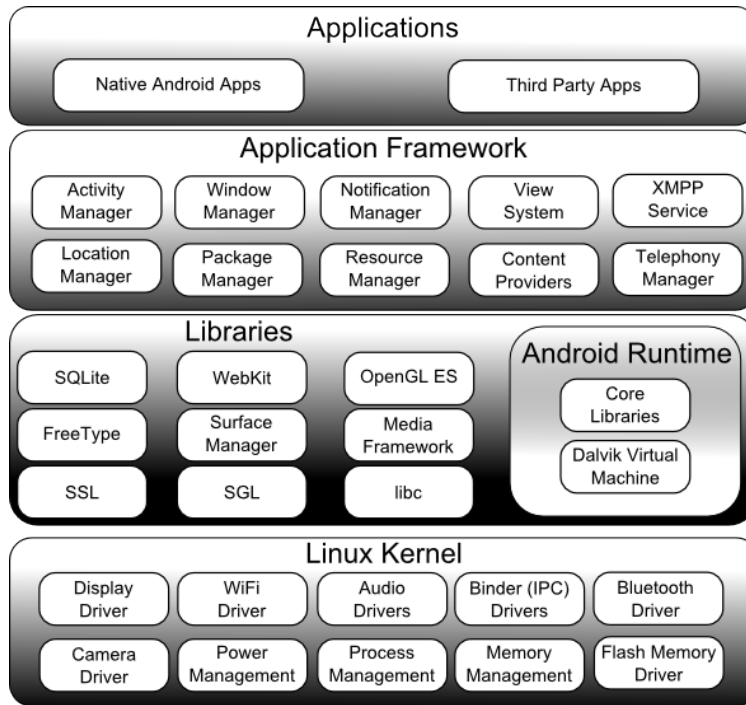 Applications
Native Android Apps
Third Party Apps
Application Framework
Activity
Manager
Window
Manager
Notification
Manager
View
System
XMPP
Service
Location
Manager
Package
Manager
Resource
Manager
Content
Providers
Telephony
Manager
Libraries
SQLite
WebKit
OpenGL ES
FreeType
Surface
Manager
Media
Framework
SSL
SGL
libc
Android Runtime
Core
Libraries
Dalvik Virtual
Machine
Linux Kernel
Display
Driver
WiFi
Driver
Audio
Drivers
Binder (IPC)
Drivers
Bluetooth
Driver
Camera
Driver
Power
Management
Process
Management
Memory
Management
Flash Memory
Driver